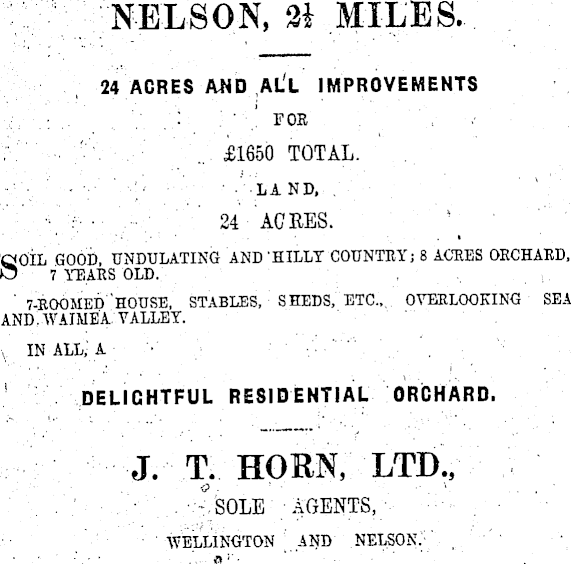 NELSON, 2½ MILES.
24 ACRES AND ALL IMPROVEMENTS
FOR
£1650 TOTAL.
LAND,
24 ACRES.
SOIL GOOD, UNDULATING AND HILLY COUNTRY; 8 ACRES ORCHARD,
7 YEARS OLD.
7-ROOMED HOUSE, STABLES, SHEDS, ETC., OVERLOOKING SEA
AND WAIMEA VALLEY.
IN ALL, A
DELIGHTFUL RESIDENTIAL ORCHARD.
J. T. HORN, LTD.,
SOLE AGENTS,
WELLINGTON AND NELSON.